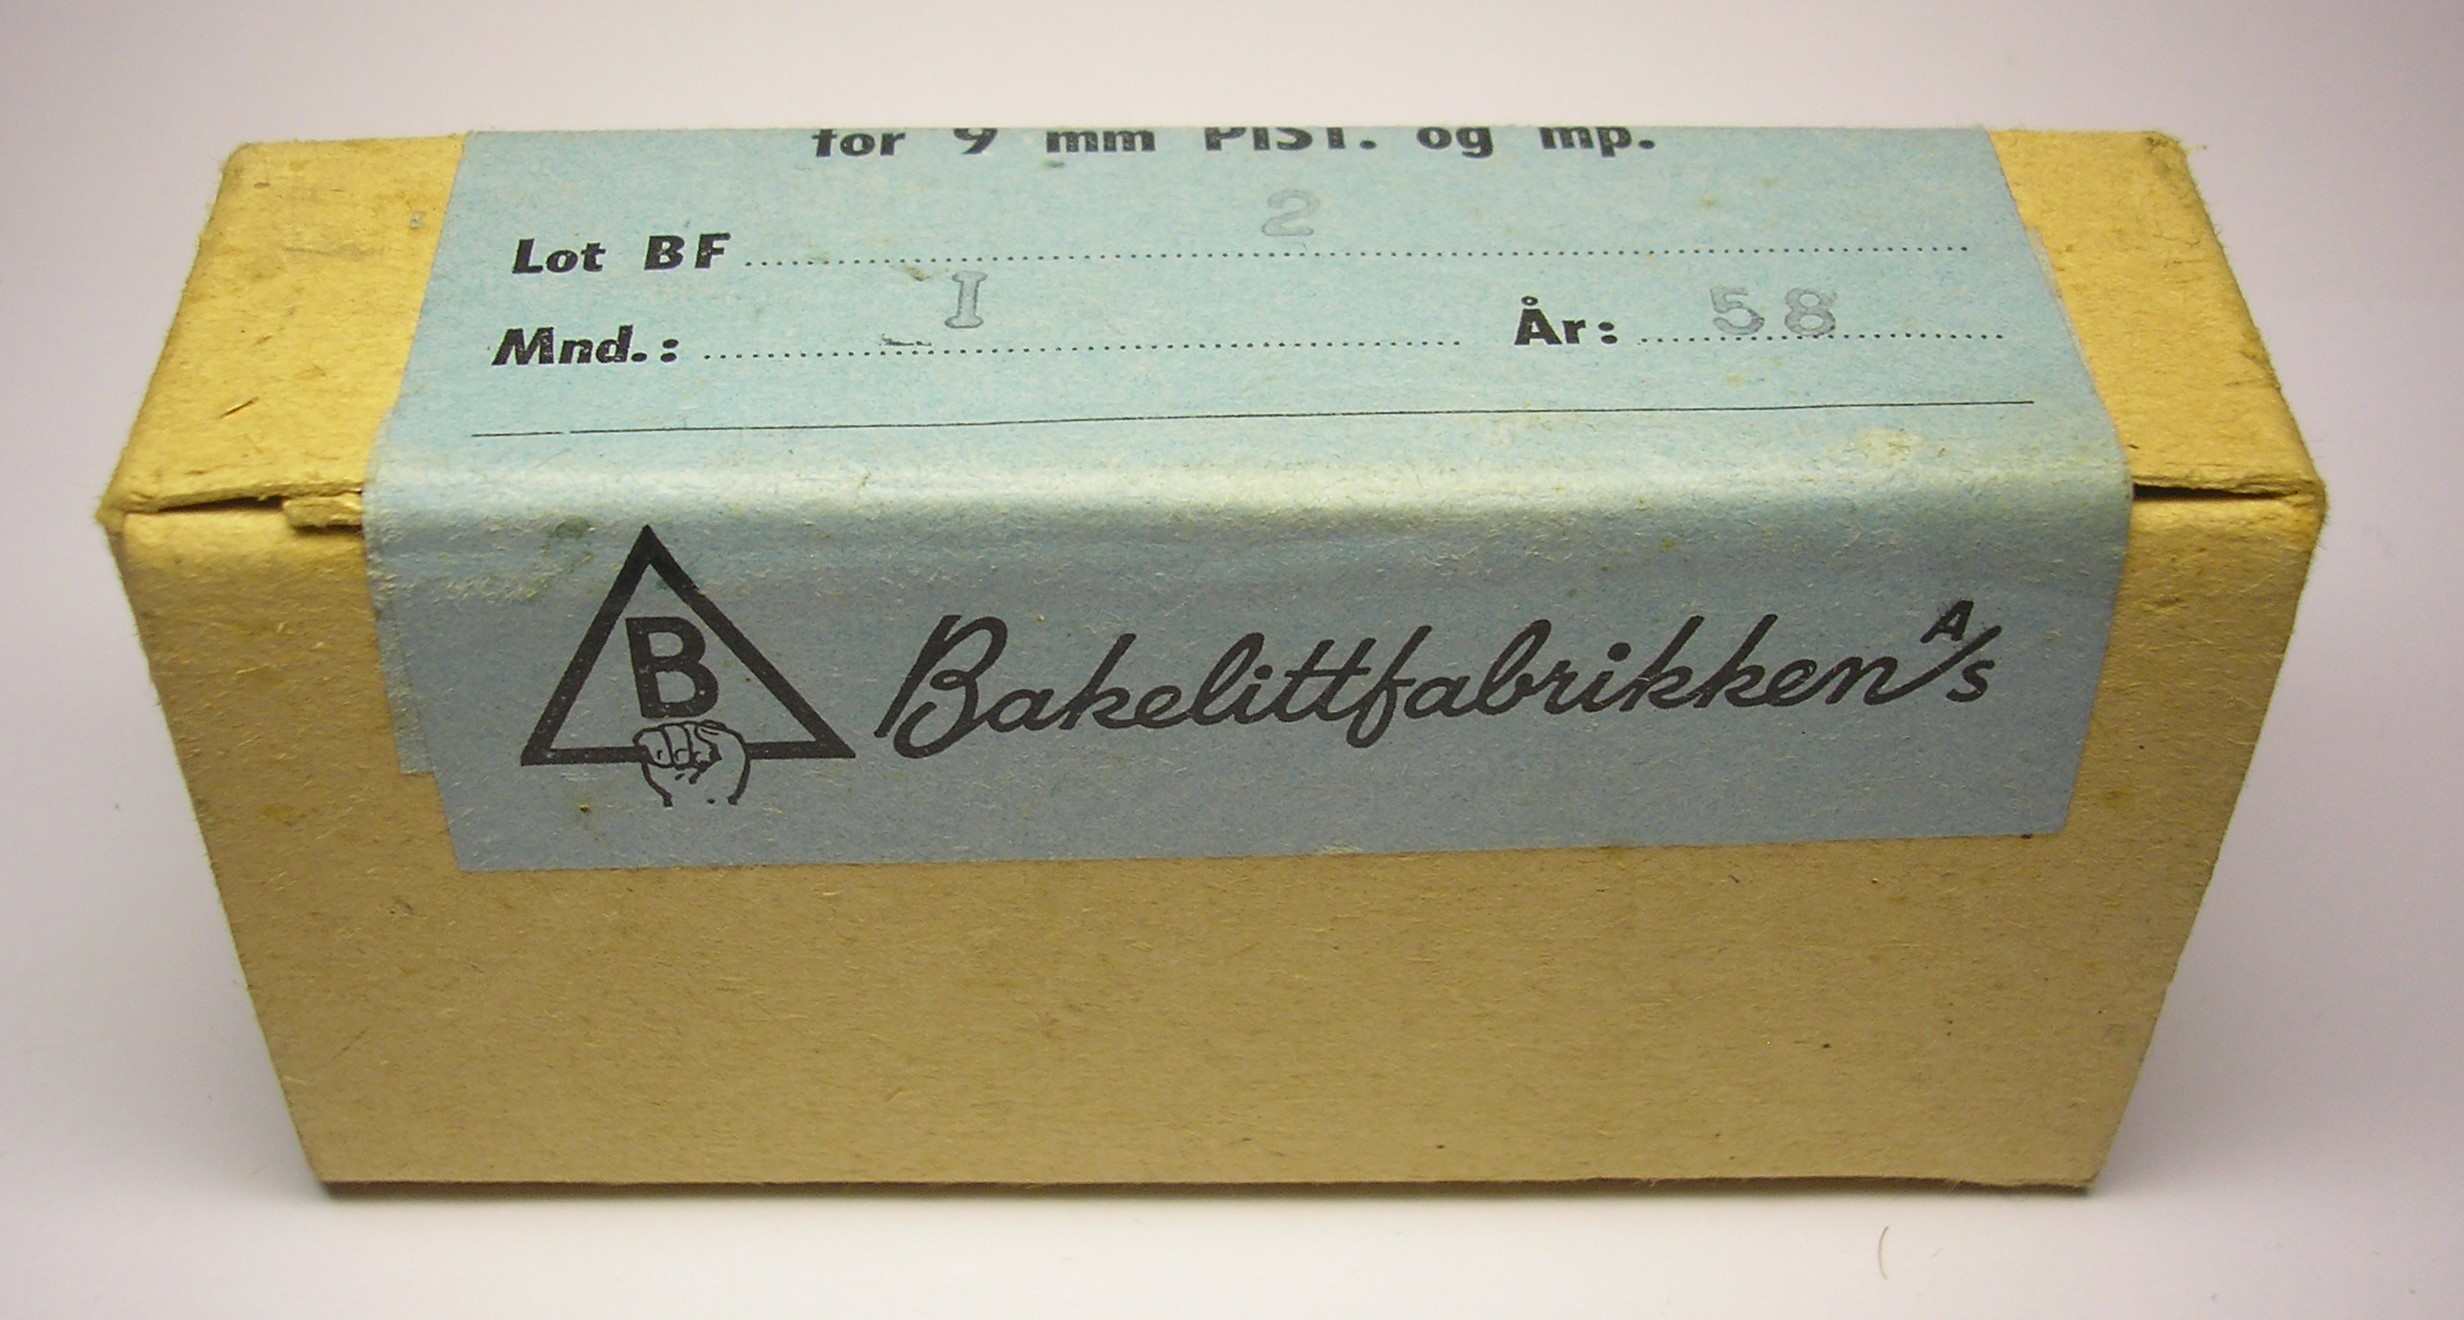 for 9 mm PIST. og mp.
Lot BF 2
Mnd.: I År: 58
B Bakelittfabrikken A/s